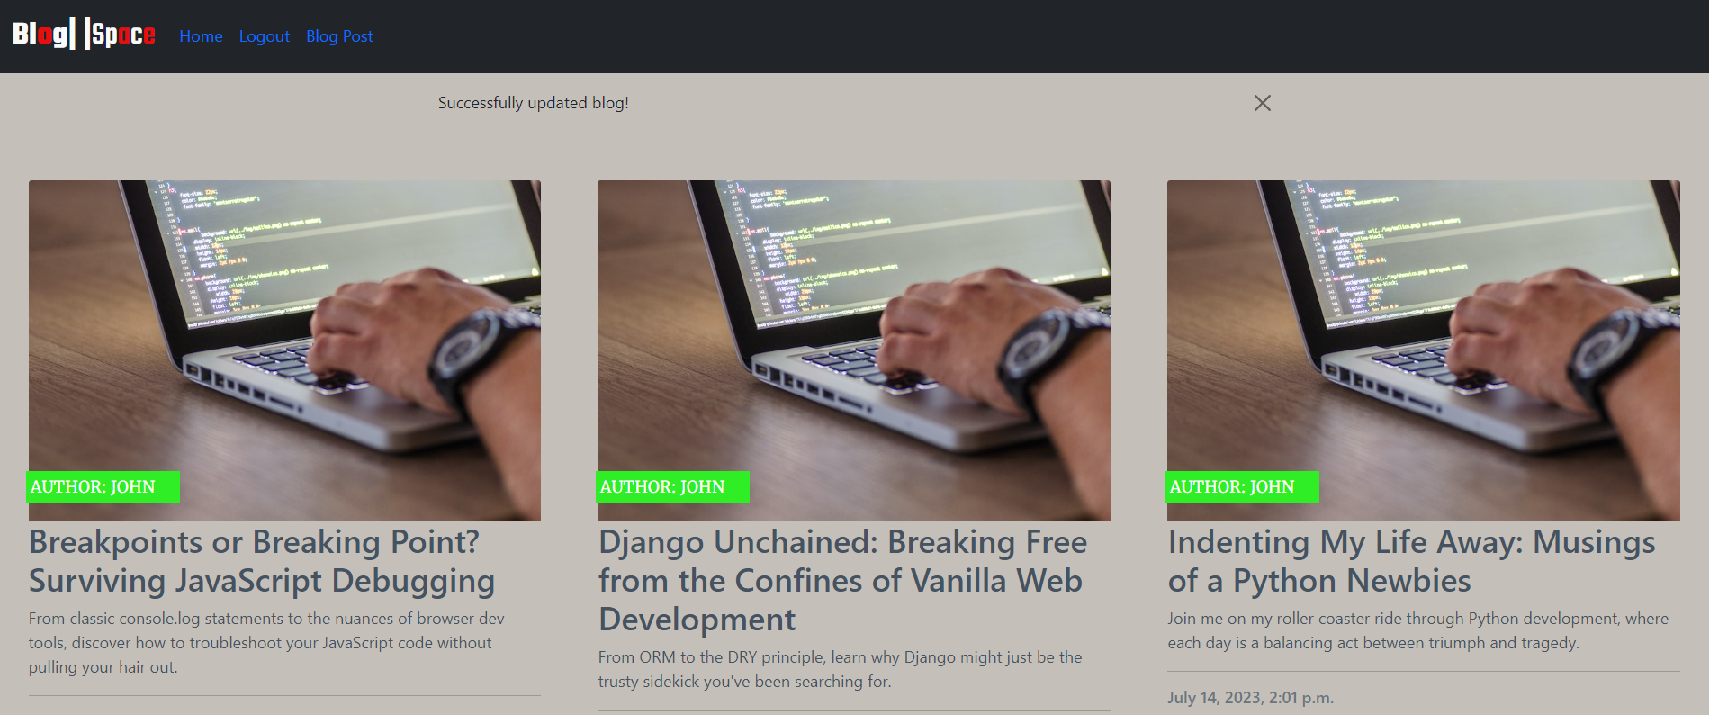 Blog| |Space Home Logout Blog Post
Successfully updated blog!
AUTHOR: JOHN
Breakpoints or Breaking Point?
Surviving JavaScript Debugging
From classic console.log statements to the nuances of browser dev
tools, discover how to troubleshoot your JavaScript code without
pulling your hair out.
AUTHOR: JOHN
Django Unchained: Breaking Free
from the Confines of Vanilla Web
Development
From ORM to the DRY principle, learn why Django might just be the
trusty sidekick you've been searching for.
AUTHOR: JOHN
Indenting My Life Away: Musings
of a Python Newbies
Join me on my roller coaster ride through Python development, where
each day is a balancing act between triumph and tragedy.
July 14, 2023, 2:01 p.m.